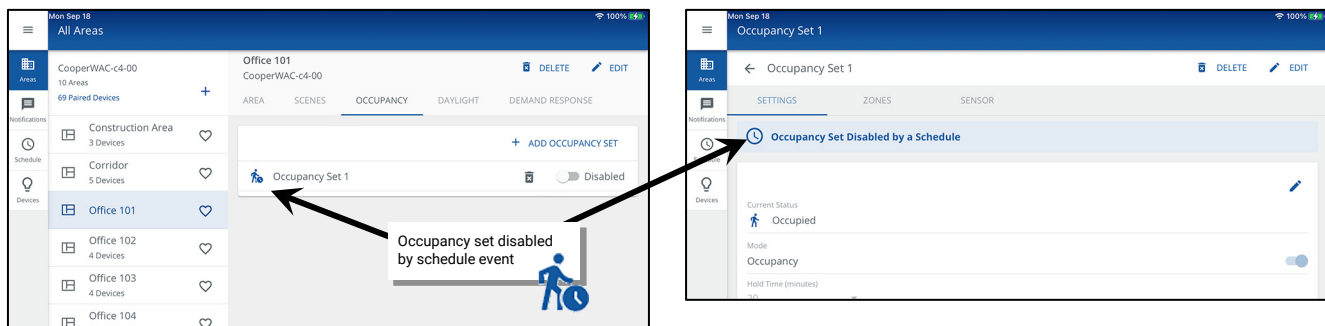 Mon Sep 18
100%
All Areas
Areas
Notifications
Schedule
Devices
CooperWAC-c4-00
10 Areas
69 Paired Devices
+
Construction Area
3 Devices
Corridor
5 Devices
Office 101
Office 102
4 Devices
Office 103
4 Devices
Office 104
Office 101
CooperWAC-c4-00
DELETE
EDIT
AREA SCENES OCCUPANCY DAYLIGHT DEMAND RESPONSE
+ ADD OCCUPANCY SET
Occupancy Set 1
Disabled
Occupancy set disabled
by schedule event
Mon Sep 18
100%
Occupancy Set 1
Areas
Notifications
Schedule
Devices
Occupancy Set 1
DELETE
EDIT
SETTINGS ZONES SENSOR
Occupancy Set Disabled by a Schedule
Current Status
Occupied
Mode
Occupancy
Hold Time (minutes)